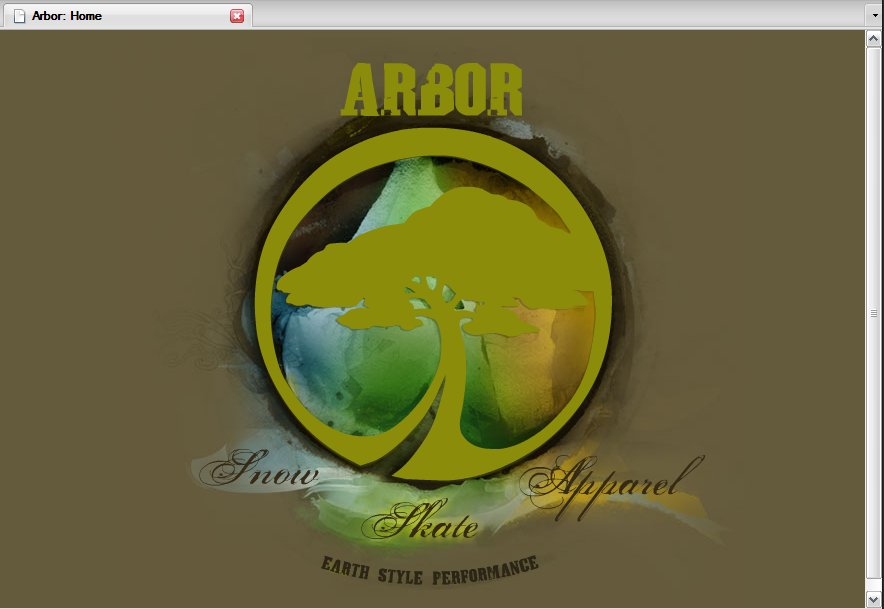 Arbor: Home
ARBOR
Snow
Apparel
Skate
EARTH STYLE PERFORMANCE